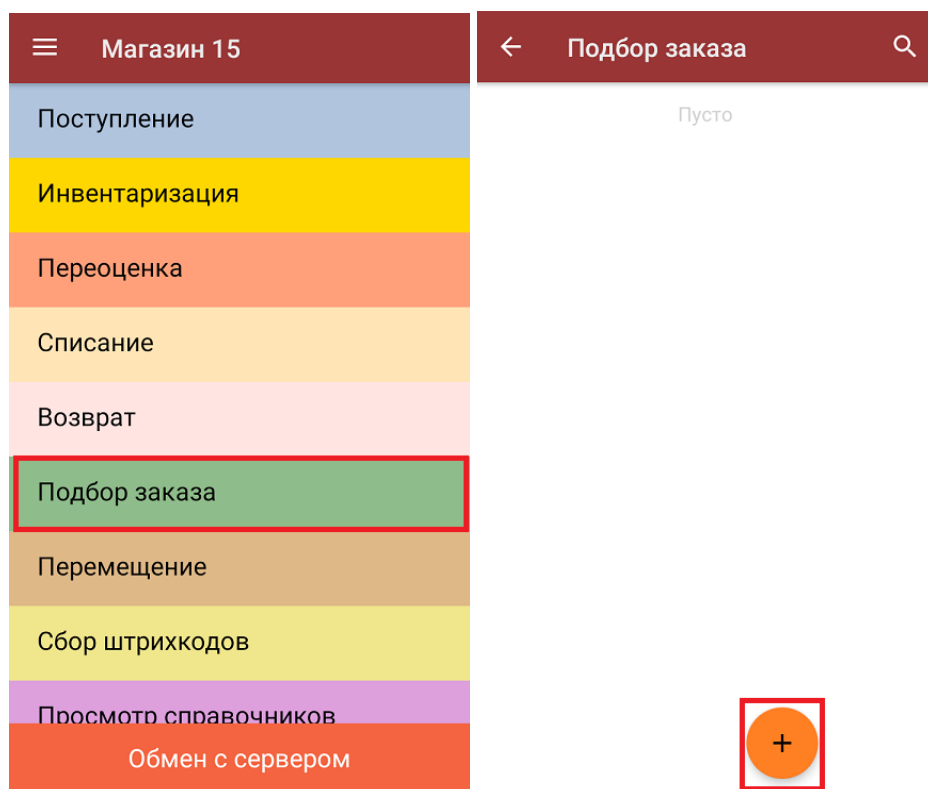 Магазин 15
Поступление
Инвентаризация
Переоценка
Списание
Возврат
Подбор заказа
Перемещение
Сбор штрихкодов
Просмотр справочников
Обмен с сервером
Подбор заказа
Пусто
+